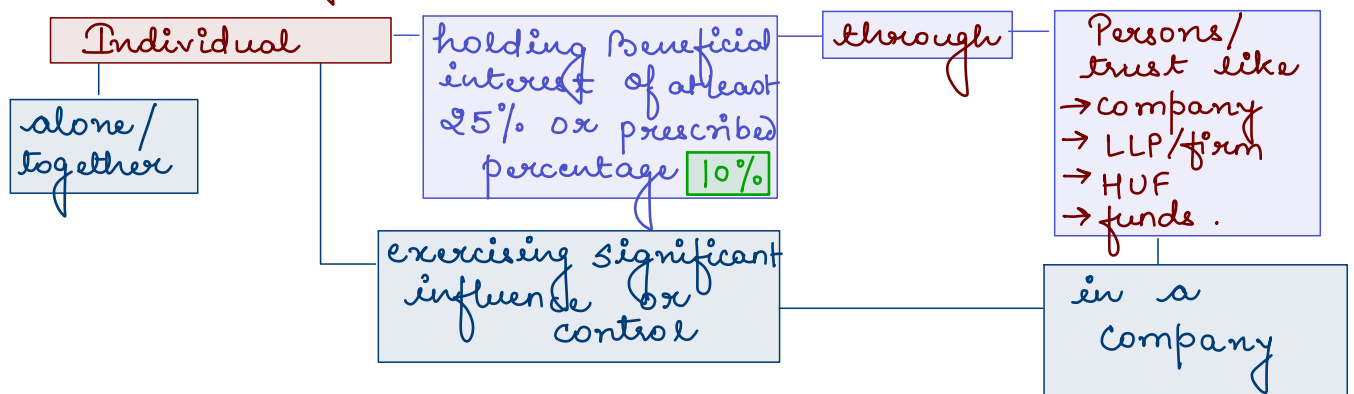 Individual
alone/
together
holding Beneficial
interest of atleast
25% or prescribed
percentage 10%
through
Persons/
trust like
→ company
→ LLP/firm
→ HUF
→ funds.
exercising significant
influence or
control
in a
company